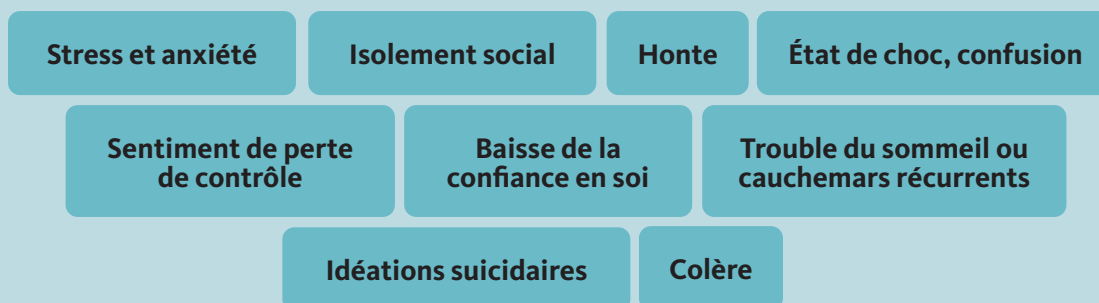 Stress et anxiété
Isolement social
Honte
État de choc, confusion
Sentiment de perte
de contrôle
Baisse de la
confiance en soi
Trouble du sommeil ou
cauchemars récurrents
Idéations suicidaires
Colère